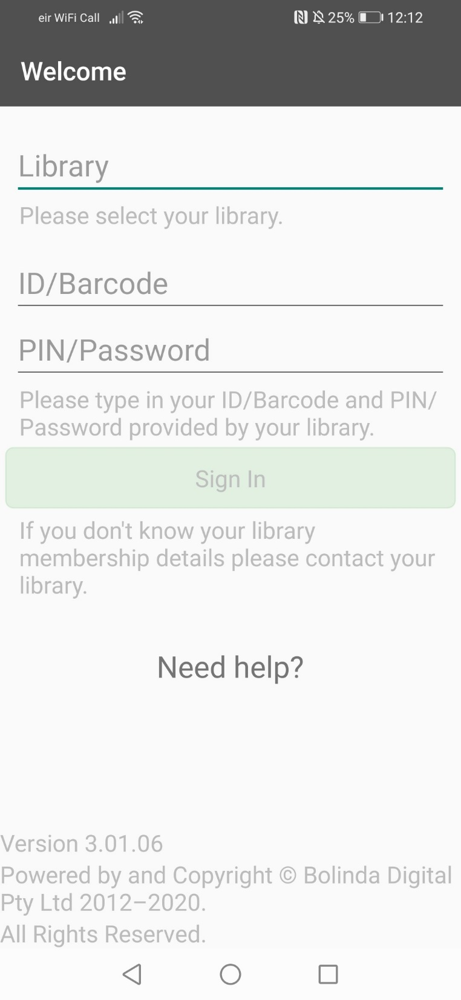 eir WiFi Call 25% 12:12
Welcome
Library
Please select your library.
ID/Barcode
PIN/Password
Please type in your ID/Barcode and PIN/
Password provided by your library.
Sign In
If you don't know your library
membership details please contact your
library.
Need help?
Version 3.01.06
Powered by and Copyright © Bolinda Digital
Pty Ltd 2012–2020.
All Rights Reserved.